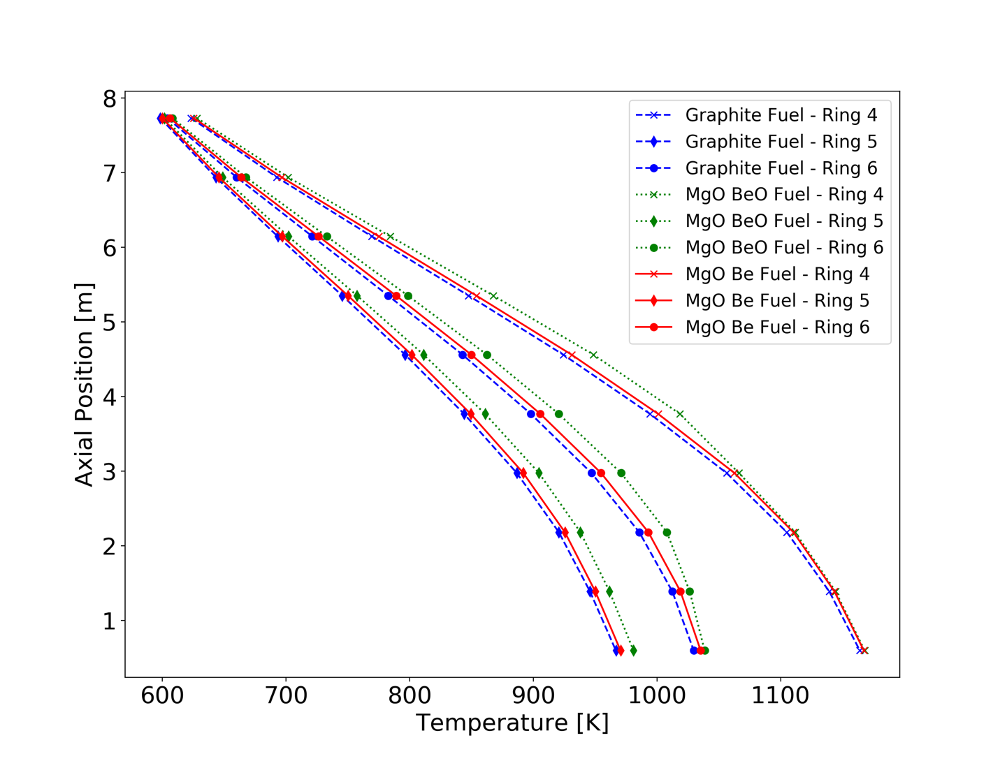 8
7
6
5
4
3
2
1
Axial Position [m]
Graphite Fuel - Ring 4
Graphite Fuel - Ring 5
Graphite Fuel - Ring 6
MgO BeO Fuel - Ring 4
MgO BeO Fuel - Ring 5
MgO BeO Fuel - Ring 6
MgO Be Fuel - Ring 4
MgO Be Fuel - Ring 5
MgO Be Fuel - Ring 6
600 700 800 900 1000 1100
Temperature [K]